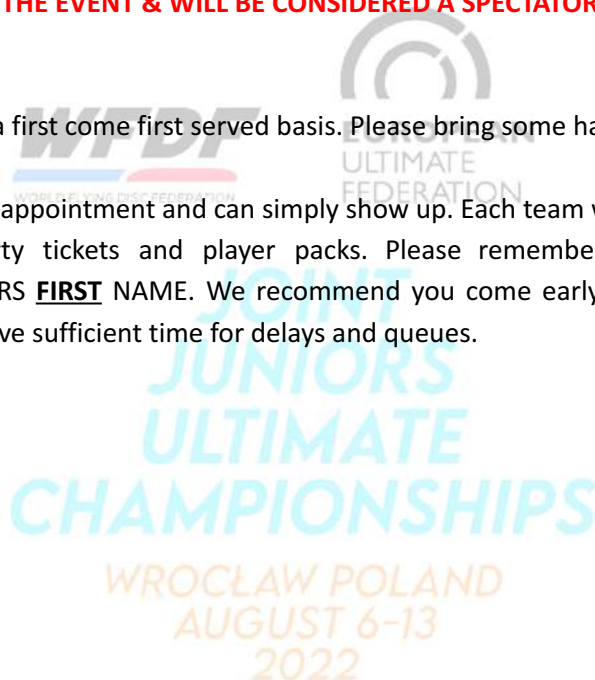 THE EVENT & WILL BE CONSIDERED A SPECTATOR
a first come first served basis. Please bring some ha
WFDF
WORLD FLYING DISC FEDERATION
EUROPEAN
ULTIMATE
FEDERATION
appointment and can simply show up. Each team
rty tickets and player packs. Please remembe
RS FIRST NAME. We recommend you come early
ve sufficient time for delays and queues.
JOINT
JUNIORS
ULTIMATE
CHAMPIONSHIPS
WROCŁAW POLAND
AUGUST 6-13
2022